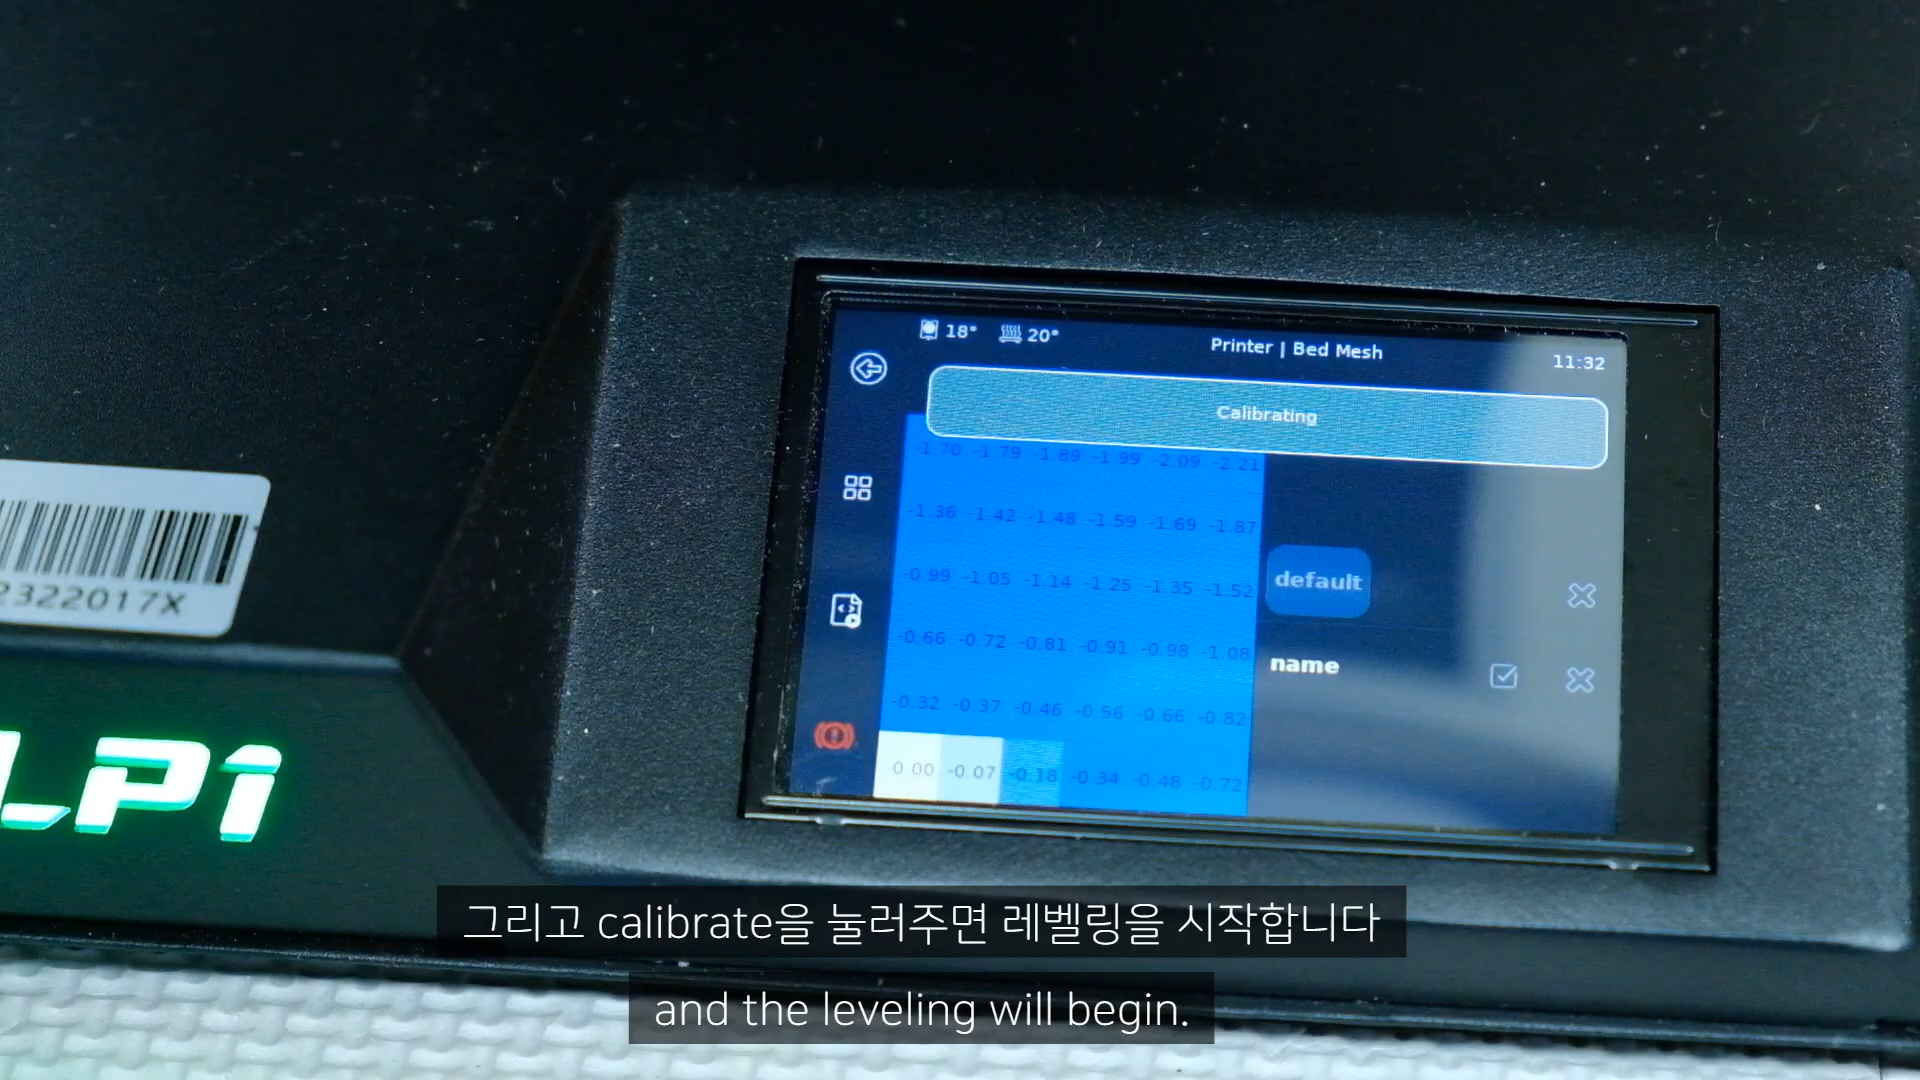 18° 20° Printer | Bed Mesh 11:32
Calibrating
-1.70 -1.79 -1.89 -1.99 -2.09 -2.21
-1.36 -1.42 -1.48 -1.59 -1.69 -1.87
-0.99 -1.05 -1.14 -1.25 -1.35 -1.52
-0.66 -0.72 -0.81 -0.91 -0.98 -1.08
-0.32 -0.37 -0.46 -0.56 -0.66 -0.82
-0.00 -0.07 -0.18 -0.34 -0.48 -0.72
default
name
2322017X
LP1
그리고 calibrate을 눌러주면 레벨링을 시작합니다
and the leveling will begin.